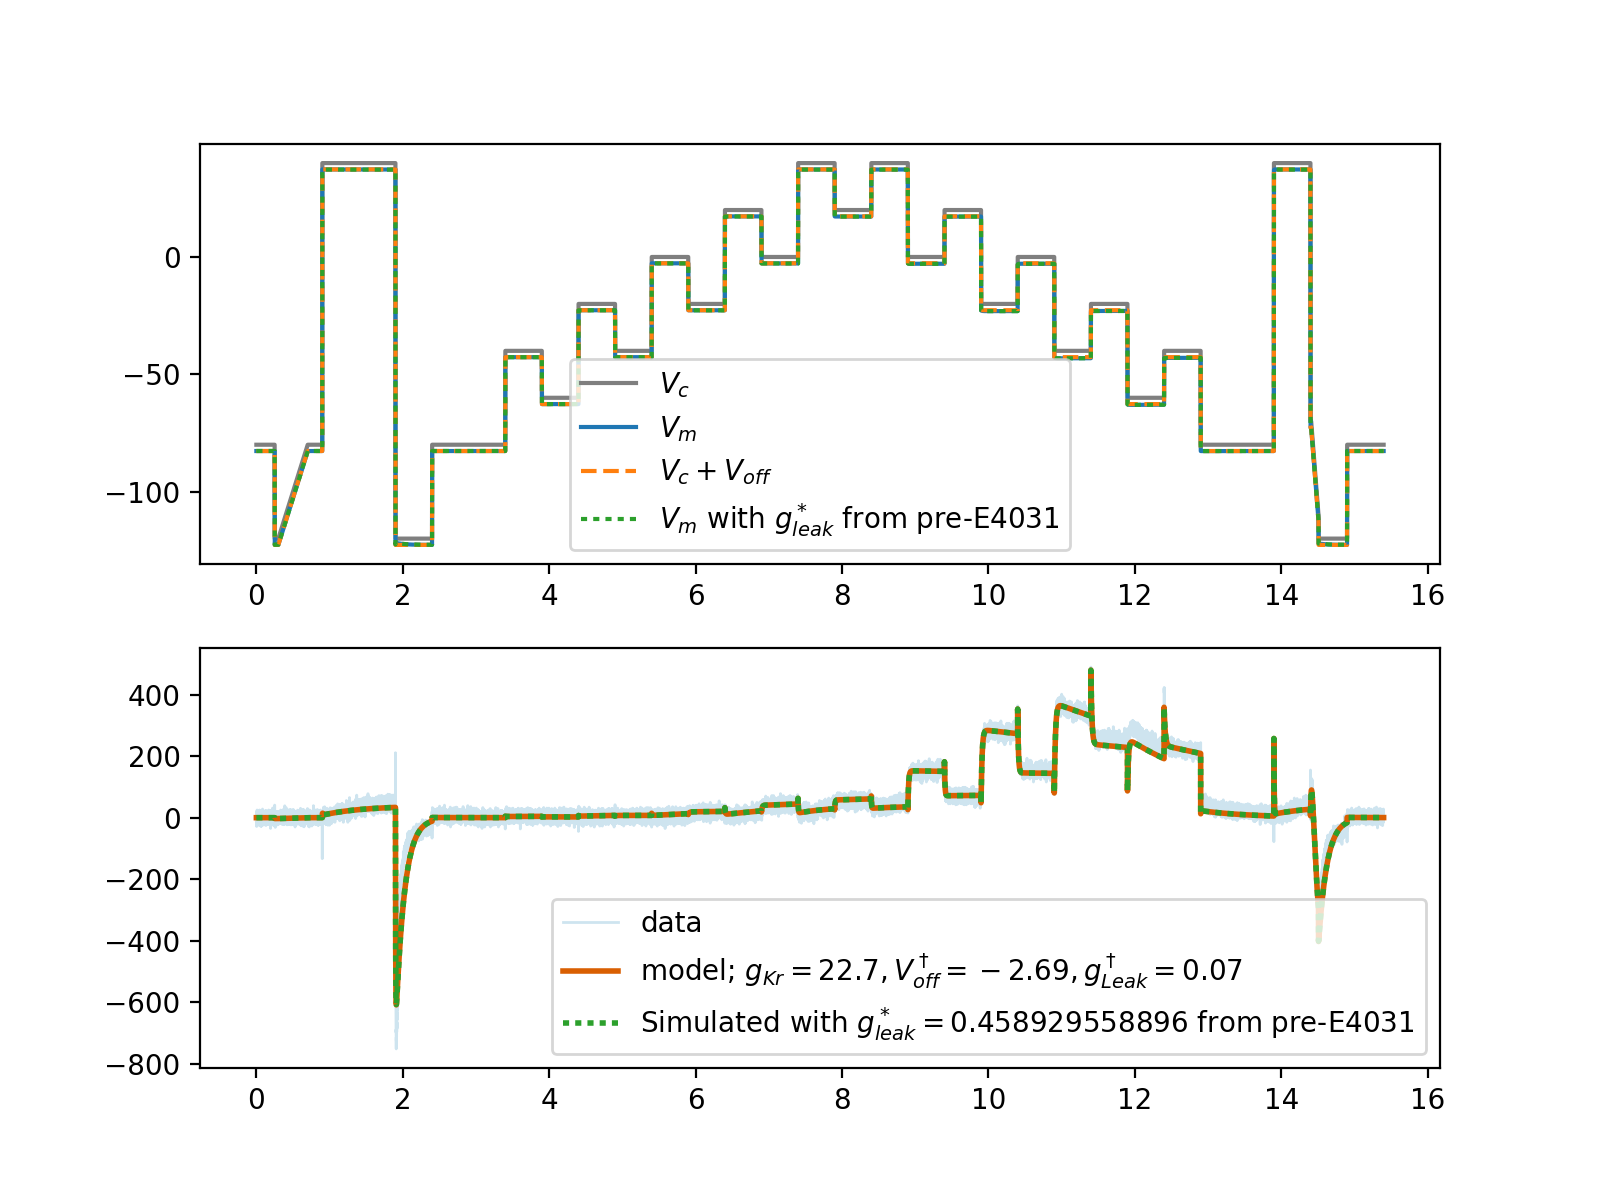 0
−50
−100
V_c
V_m
V_c + V_off
V_m with g*_leak from pre-E4031
0 2 4 6 8 10 12 14 16
400
200
0
−200
−400
−600
−800
data
model; g_Kr = 22.7, V†_off = −2.69, g†_Leak = 0.07
Simulated with g*_leak = 0.458929558896 from pre-E4031
0 2 4 6 8 10 12 14 16